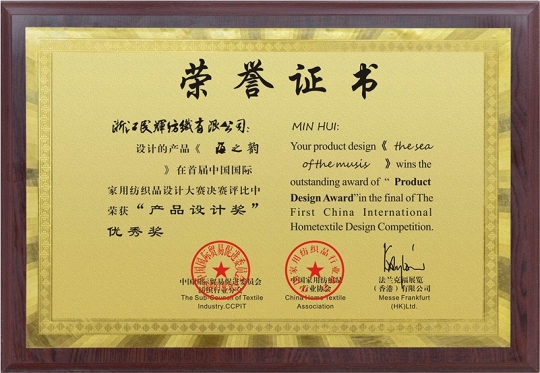 荣誉证书
浙江民辉纺织有限公司：
设计的产品《 海之韵
》在首届中国国际
家用纺织品设计大赛决赛评比中
荣获“产品设计奖”
优秀奖
MIN HUI:
Your product design《 the sea
of the musis 》wins the
outstanding award of “ Product
Design Award”in the final of The
First China International
Hometextile Design Competition.
中国国际贸易促进委员会
纺织行业分会
The Sub-Council of Textile
Industry.CCPIT
中国家用纺织品
行业协会
China Home Textile
Association
法兰克福展览
（香港）有限公司
Messe Frankfurt
(HK)Ltd.